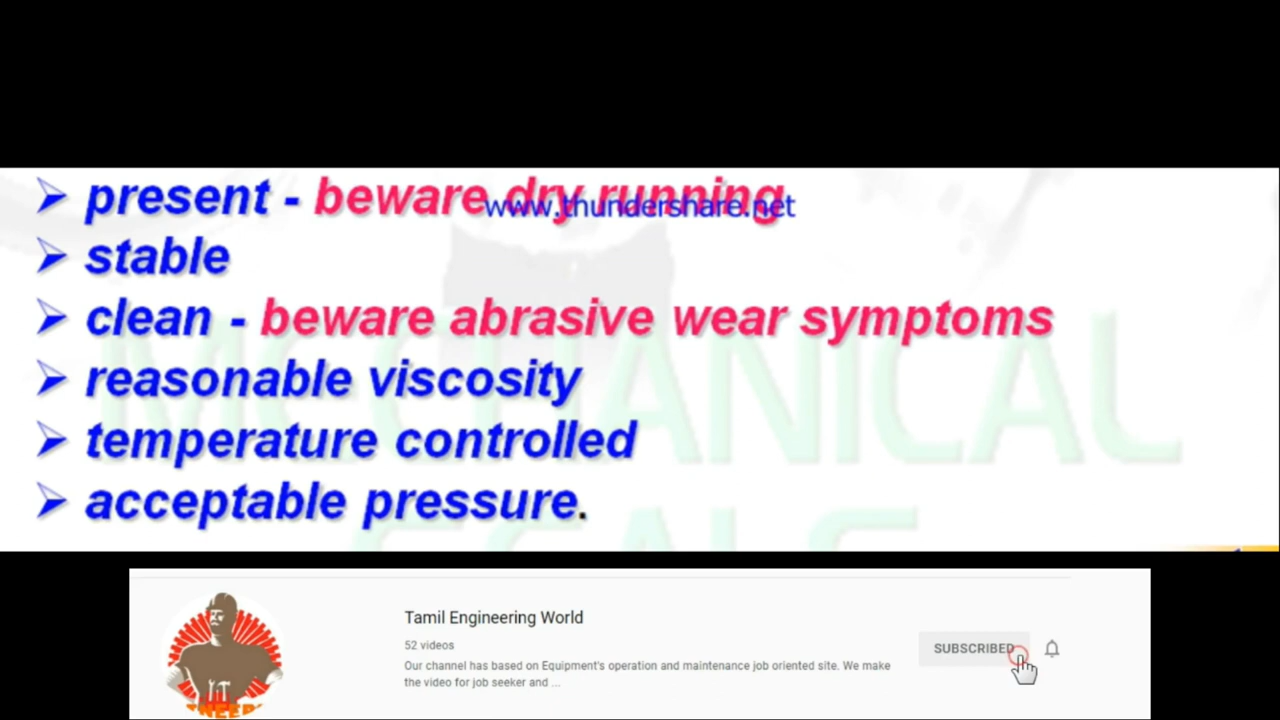 ➢ present - beware dry running
www.thundershare.net
➢ stable
➢ clean - beware abrasive wear symptoms
➢ reasonable viscosity
➢ temperature controlled
➢ acceptable pressure.
MECHANICAL
SEALS
Tamil Engineering World
52 videos
SUBSCRIBED
Our channel has based on Equipment's operation and maintenance job oriented site. We make
the video for job seeker and ...